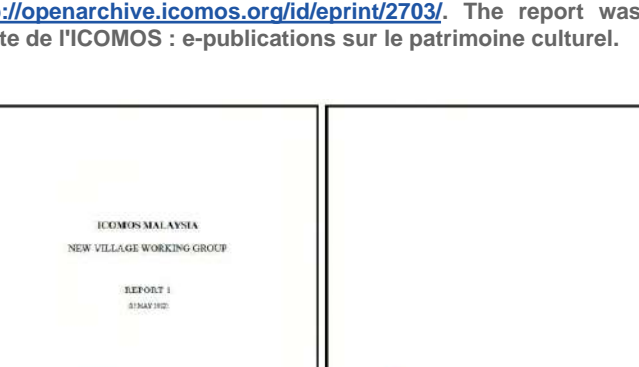 ://openarchive.icomos.org/id/eprint/2703/. The report was
te de l'ICOMOS : e-publications sur le patrimoine culturel.
ICOMOS MALAYSIA
NEW VILLAGE WORKING GROUP
REPORT 1
MAY